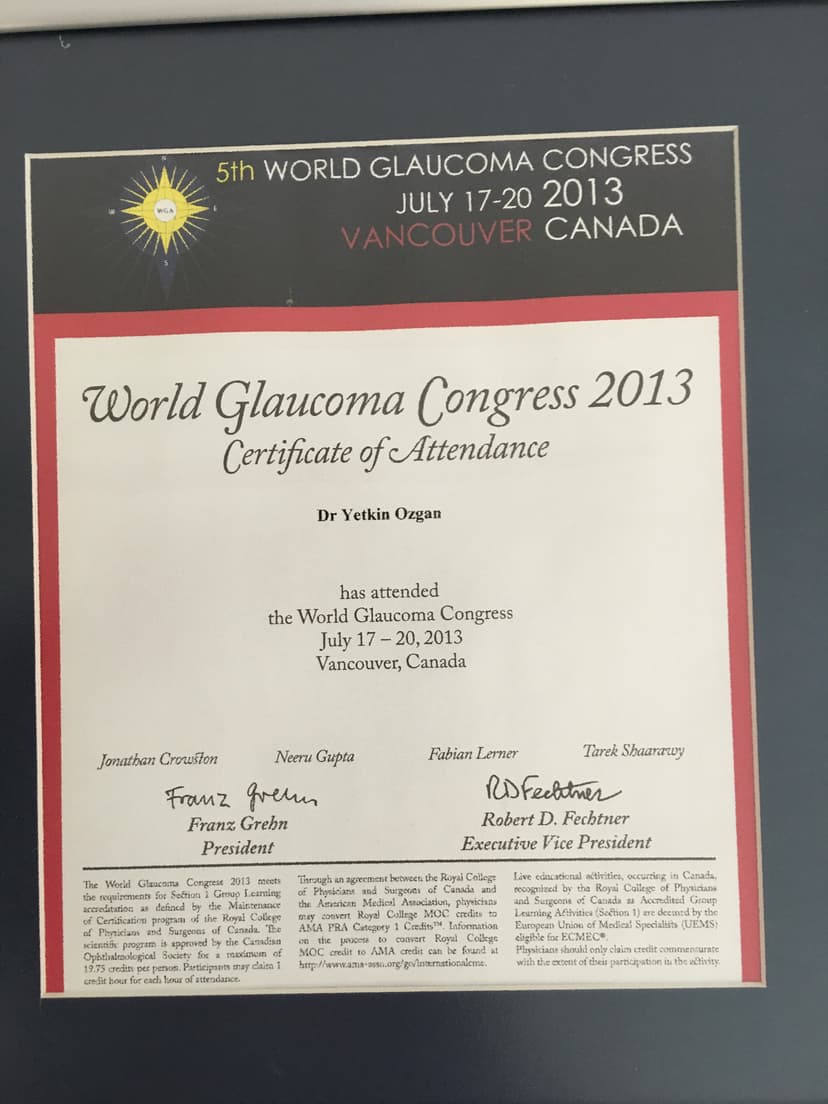 5th WORLD GLAUCOMA CONGRESS
JULY 17-20 2013
VANCOUVER CANADA
N
W
WGA
E
S
World Glaucoma Congress 2013
Certificate of Attendance
Dr Yetkin Ozgan
has attended
the World Glaucoma Congress
July 17 – 20, 2013
Vancouver, Canada
Jonathan Crowston Neeru Gupta Fabian Lerner Tarek Shaarawy
Franz Grehn
RDFechtner
Franz Grehn
President
Robert D. Fechtner
Executive Vice President
The World Glaucoma Congress 2013 meets
the requirements for Section 1 Group Learning
accreditation as defined by the Maintenance
of Certification program of the Royal College
of Physicians and Surgeons of Canada. The
scientific program is approved by the Canadian
Ophthalmological Society for a maximum of
19.75 credits per person. Participants may claim 1
credit hour for each hour of attendance.
Through an agreement between the Royal College
of Physicians and Surgeons of Canada and
the American Medical Association, physicians
may convert Royal College MOC credits to
AMA PRA Category 1 Credits™. Information
on the process to convert Royal College
MOC credit to AMA credit can be found at
http://www.ama-assn.org/go/internationalcme.
Live educational activities, occurring in Canada,
recognized by the Royal College of Physicians
and Surgeons of Canada as Accredited Group
Learning Activities (Section 1) are deemed by the
European Union of Medical Specialists (UEMS)
eligible for ECMEC®.
Physicians should only claim credit commensurate
with the extent of their participation in the activity.